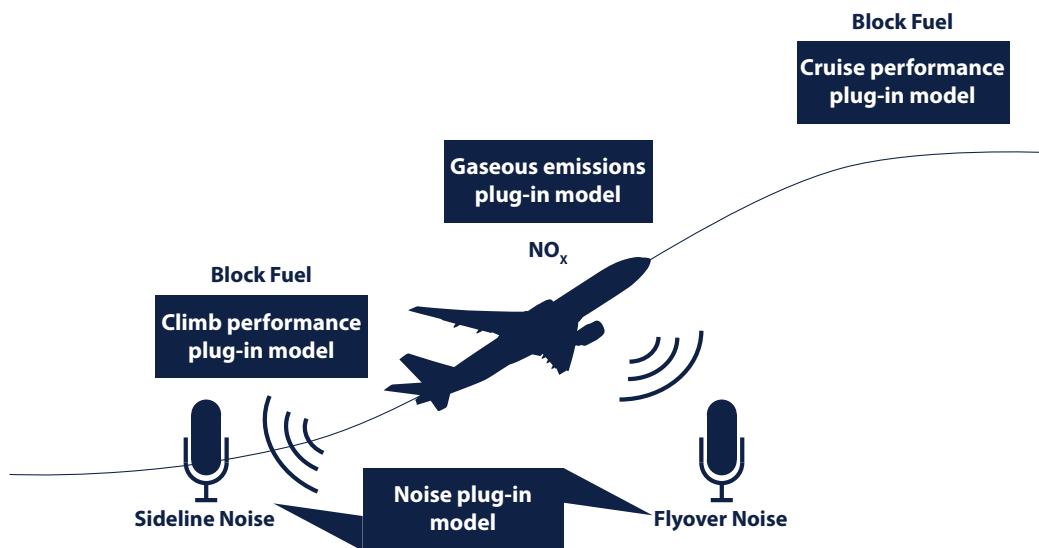 Block Fuel
Cruise performance
plug-in model
Gaseous emissions
plug-in model
NOx
Block Fuel
Climb performance
plug-in model
Noise plug-in
model
Sideline Noise
Flyover Noise